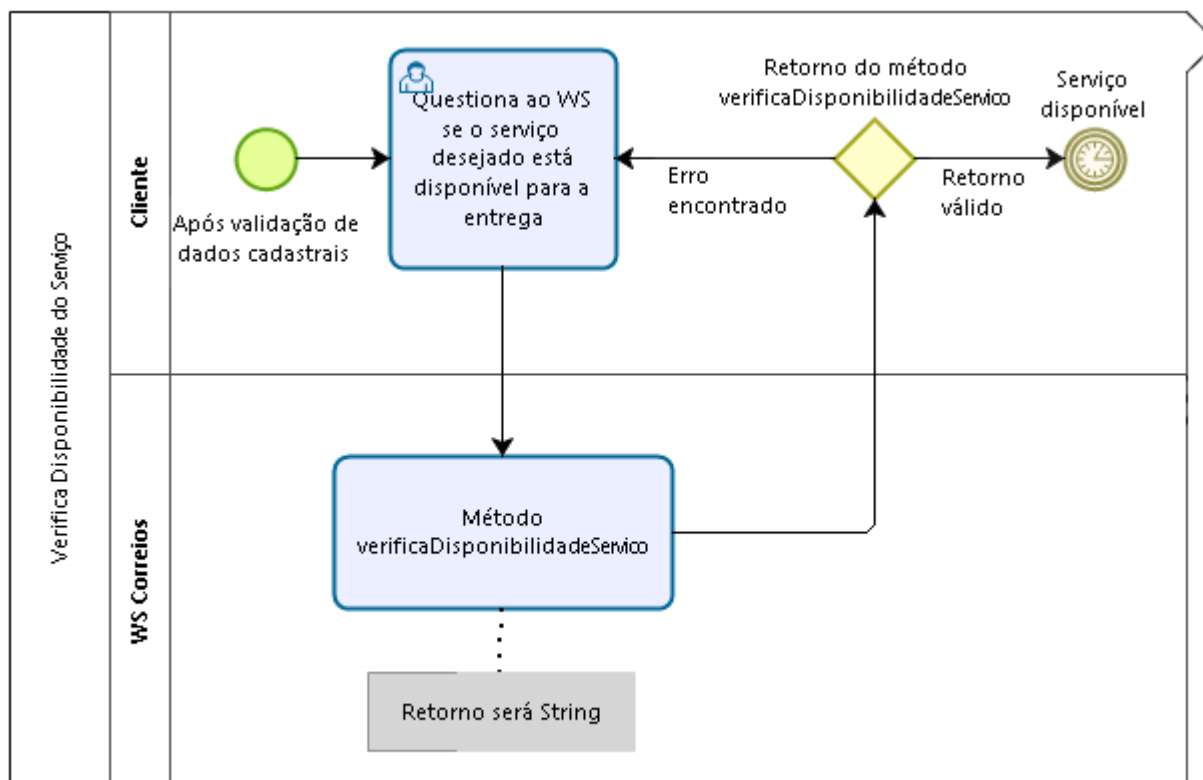 Verifica Disponibilidade do Serviço
Cliente
Após validação de
dados cadastrais
Questiona ao WS
se o serviço
desejado está
disponível para a
entrega
Erro
encontrado
Retorno do método
verificaDisponibilidadeServico
Retorno
válido
Serviço
disponível
WS Correios
Método
verificaDisponibilidadeServico
Retorno será String